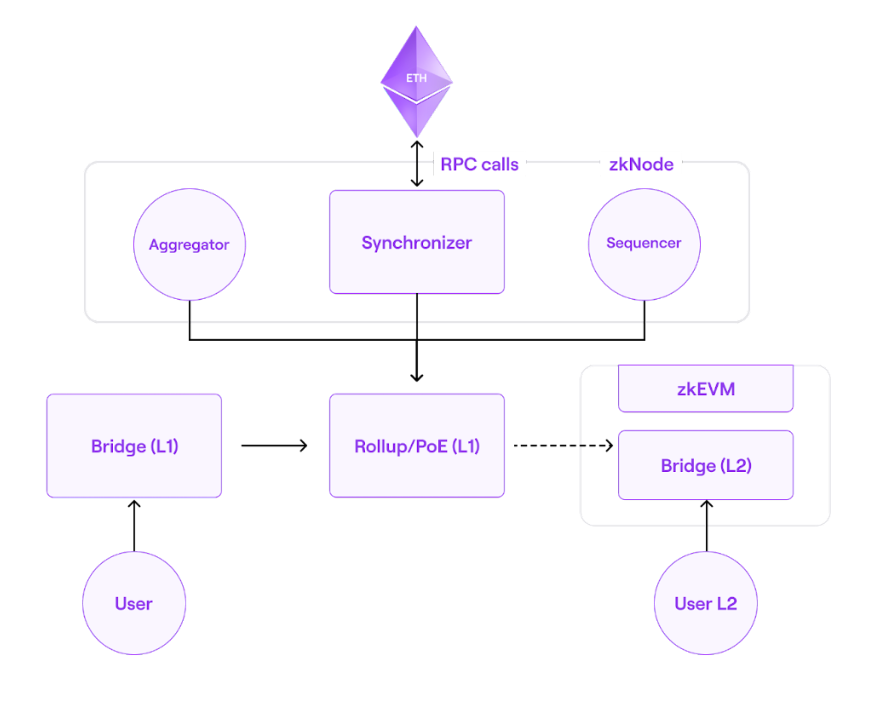 ETH
RPC calls
zkNode
Aggregator
Synchronizer
Sequencer
zkEVM
Bridge (L1)
Rollup/PoE (L1)
Bridge (L2)
User
User L2